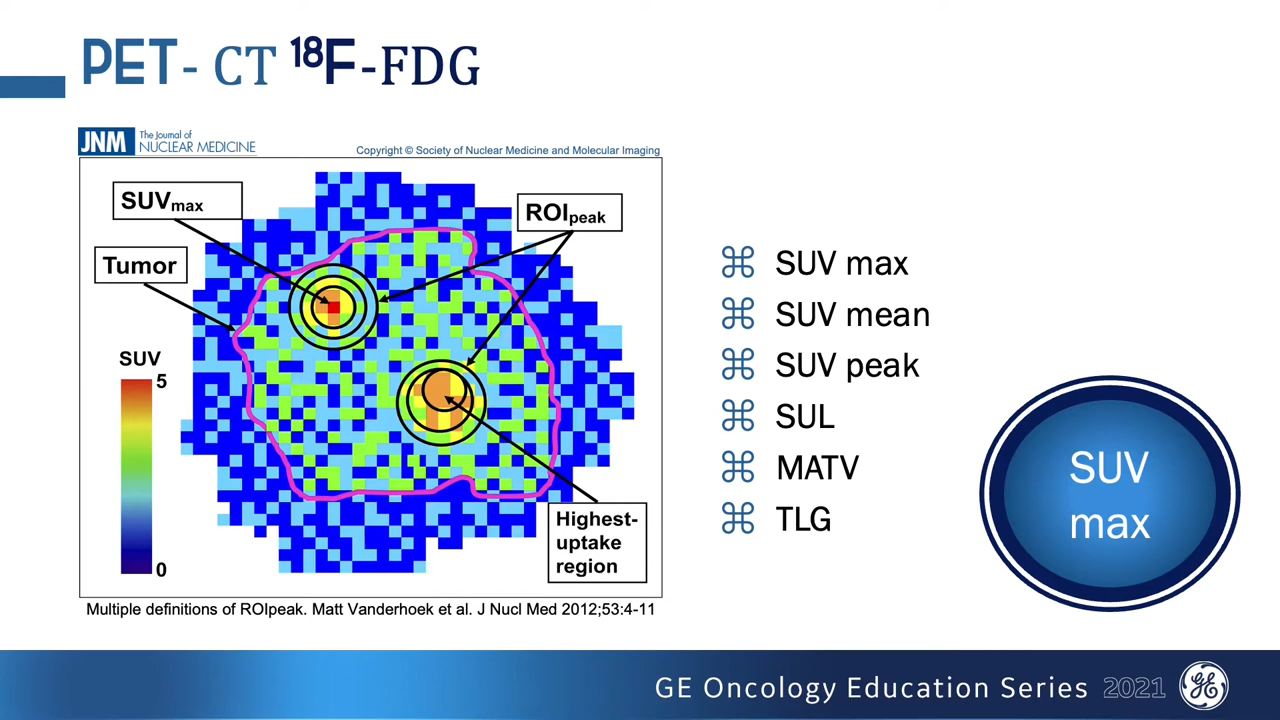 PET- CT ¹⁸F-FDG
JNM The Journal of
NUCLEAR MEDICINE
Copyright © Society of Nuclear Medicine and Molecular Imaging
SUVmax
ROIpeak
Tumor
SUV
5
0
Highest-
uptake
region
Multiple definitions of ROIpeak. Matt Vanderhoek et al. J Nucl Med 2012;53:4-11
⌘ SUV max
⌘ SUV mean
⌘ SUV peak
⌘ SUL
⌘ MATV
⌘ TLG
SUV
max
GE Oncology Education Series 2021
GE